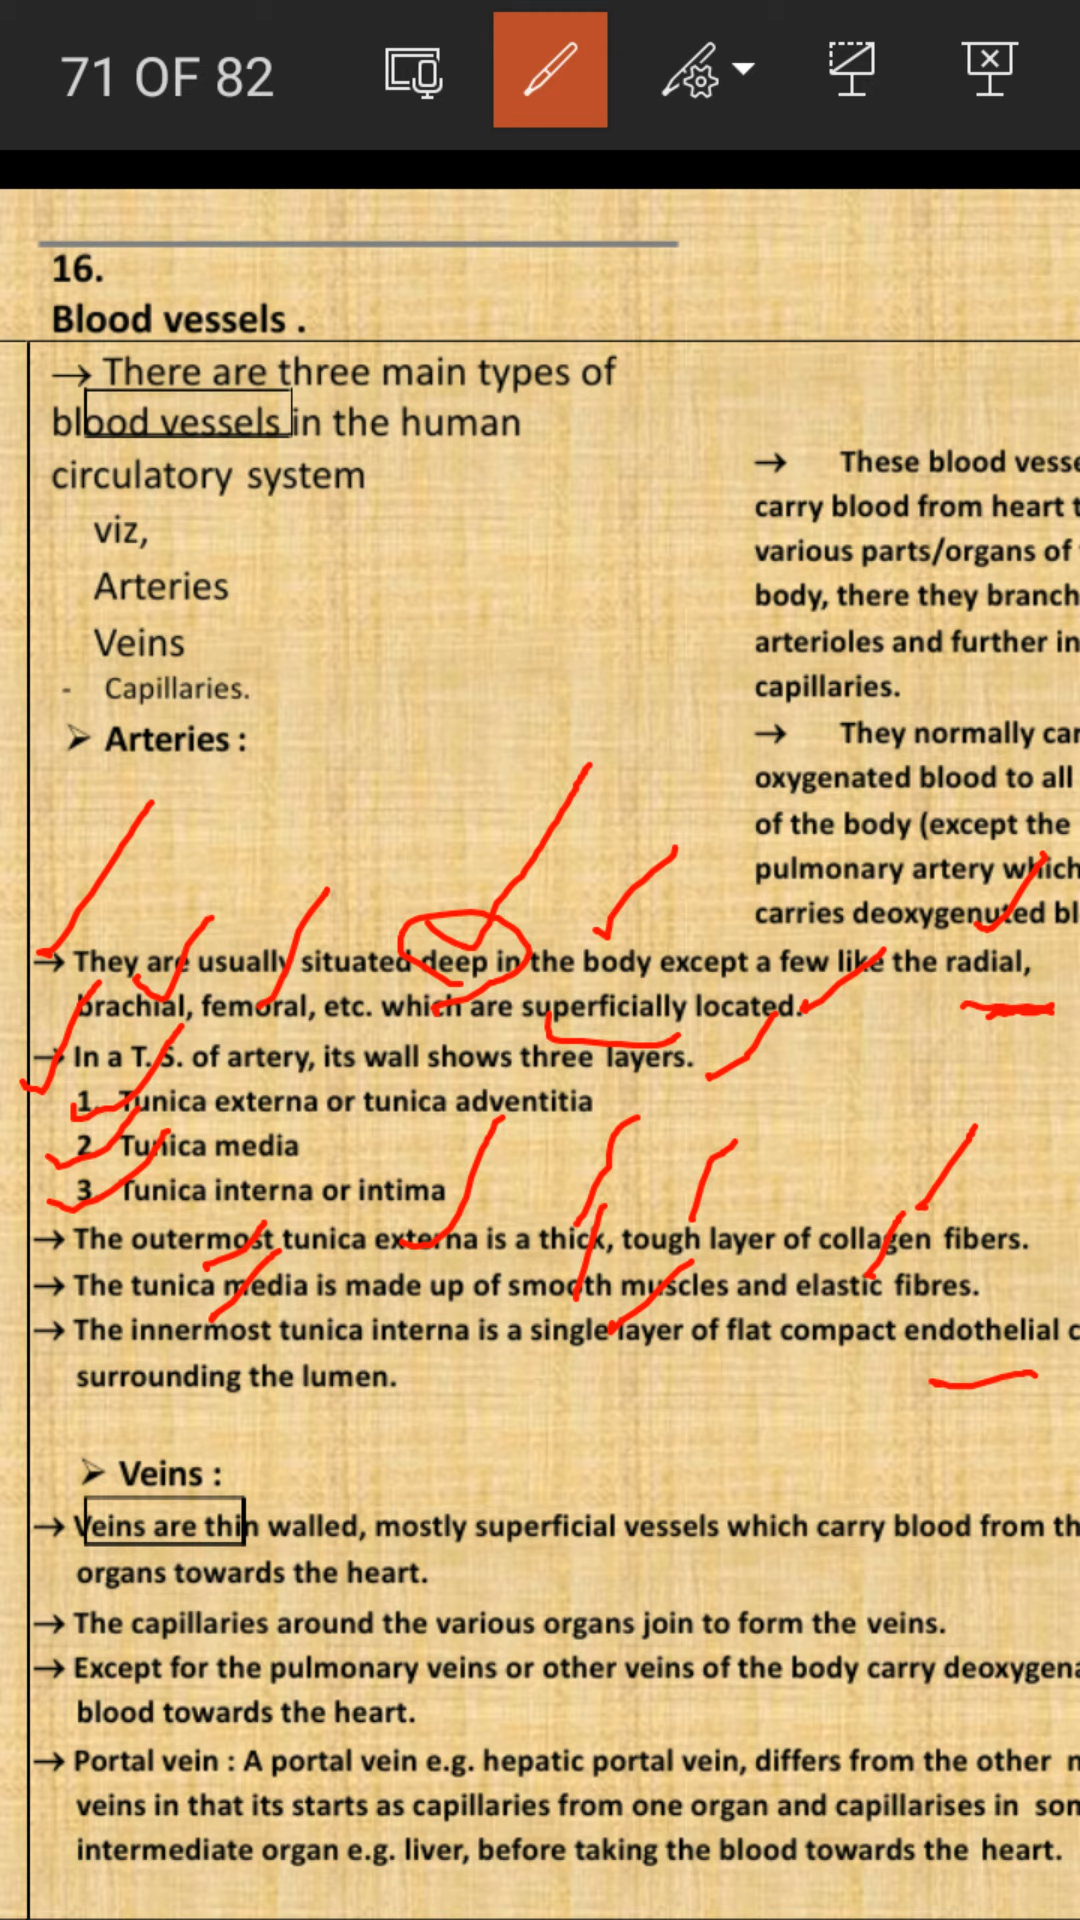 71 OF 82
16.
Blood vessels .
→ There are three main types of
blood vessels in the human
circulatory system
viz,
Arteries
Veins
- Capillaries.
➢ Arteries :
→ These blood
carry blood from heart
various parts/organs of
body, there they branch
arterioles and further
capillaries.
→ They normally
oxygenated blood to all
of the body (except the
pulmonary artery which
carries deoxygenuted
→ They are usually situated deep in the body except a few like the radial,
brachial, femoral, etc. which are superficially located.
→ In a T. S. of artery, its wall shows three layers.
1. Tunica externa or tunica adventitia
2 Tunica media
3 Tunica interna or intima
→ The outermost tunica externa is a thick, tough layer of collagen fibers.
→ The tunica media is made up of smooth muscles and elastic fibres.
→ The innermost tunica interna is a single layer of flat compact endothelial
surrounding the lumen.
➢ Veins :
→ Veins are thin walled, mostly superficial vessels which carry blood from
organs towards the heart.
→ The capillaries around the various organs join to form the veins.
→ Except for the pulmonary veins or other veins of the body carry
blood towards the heart.
→ Portal vein : A portal vein e.g. hepatic portal vein, differs from the other
veins in that its starts as capillaries from one organ and capillarises in
intermediate organ e.g. liver, before taking the blood towards the heart.